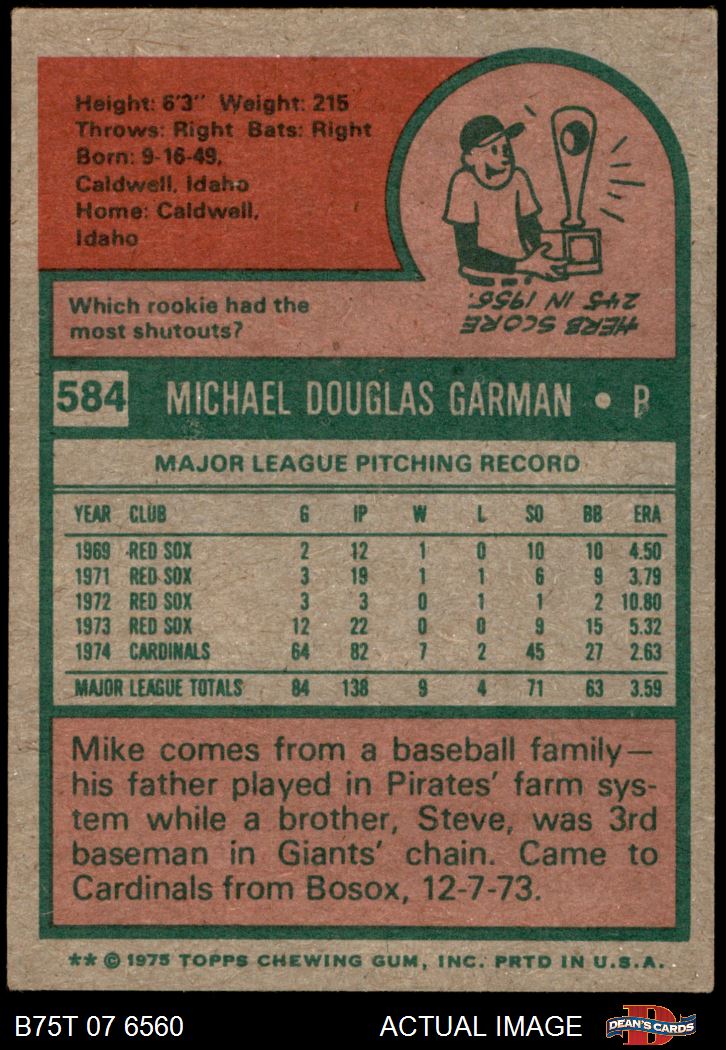 Height: 6'3" Weight: 215
Throws: Right Bats: Right
Born: 9-16-49,
Caldwell, Idaho
Home: Caldwell,
Idaho
Which rookie had the
most shutouts?
HERB SCORE
245 IN 1955.
584 MICHAEL DOUGLAS GARMAN • P
MAJOR LEAGUE PITCHING RECORD
YEAR CLUB G IP W L SO BB ERA
1969 RED SOX 2 12 1 0 10 10 4.50
1971 RED SOX 3 19 1 1 6 9 3.79
1972 RED SOX 3 3 0 1 1 2 10.80
1973 RED SOX 12 22 0 0 9 15 5.32
1974 CARDINALS 64 82 7 2 45 27 2.63
MAJOR LEAGUE TOTALS 84 138 9 4 71 63 3.59
Mike comes from a baseball family—
his father played in Pirates' farm sys-
tem while a brother, Steve, was 3rd
baseman in Giants' chain. Came to
Cardinals from Bosox, 12-7-73.
** © 1975 TOPPS CHEWING GUM, INC. PRTD IN U.S.A.
B75T 07 6560 ACTUAL IMAGE D DEAN'S CARDS